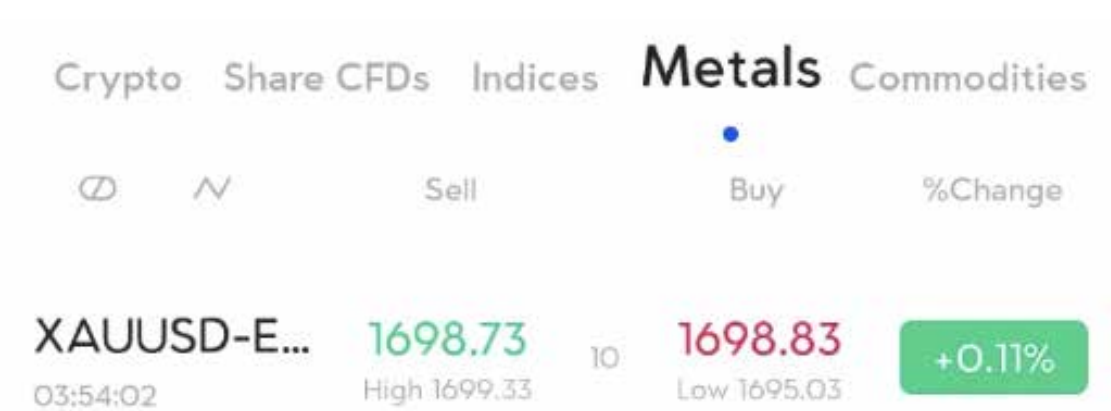 Crypto Share CFDs Indices Metals Commodities
Sell Buy %Change
XAUUSD-E... 1698.73 10 1698.83 +0.11%
03:54:02 High 1699.33 Low 1695.03